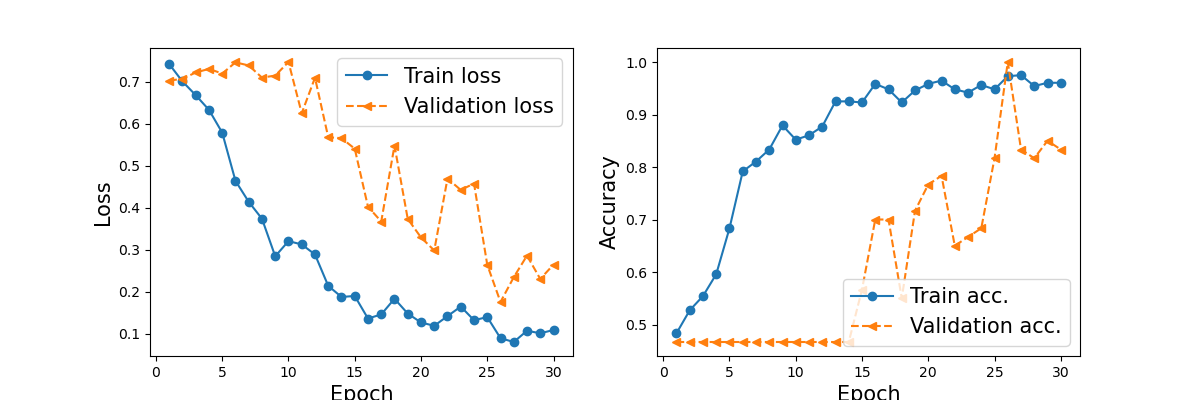 Loss
0.7
0.6
0.5
0.4
0.3
0.2
0.1
0 5 10 15 20 25 30
Epoch
Train loss
Validation loss
Accuracy
1.0
0.9
0.8
0.7
0.6
0.5
0 5 10 15 20 25 30
Epoch
Train acc.
Validation acc.